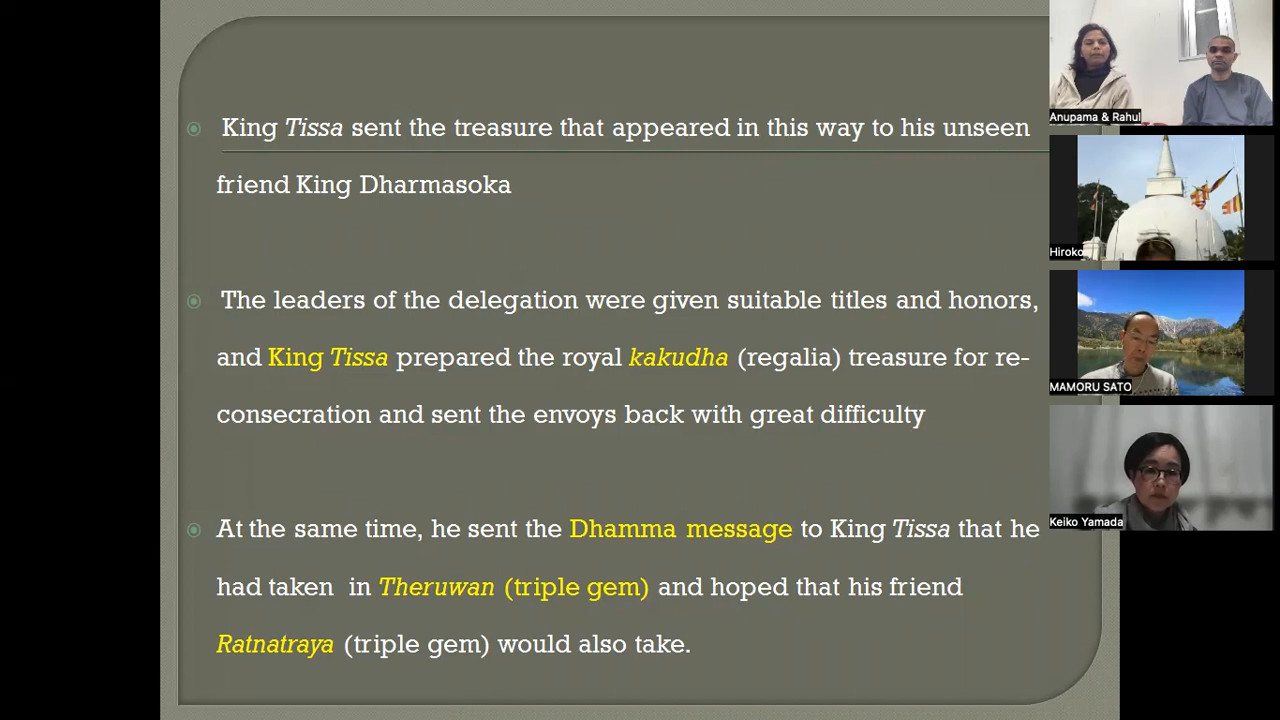 King Tissa sent the treasure that appeared in this way to his unseen
friend King Dharmasoka
The leaders of the delegation were given suitable titles and honors,
and King Tissa prepared the royal kakudha (regalia) treasure for re-
consecration and sent the envoys back with great difficulty
At the same time, he sent the Dhamma message to King Tissa that he
had taken in Theruwan (triple gem) and hoped that his friend
Ratnatraya (triple gem) would also take.
Anupama & Rahul
Hiroko
MAMORU SATO
Keiko Yamada